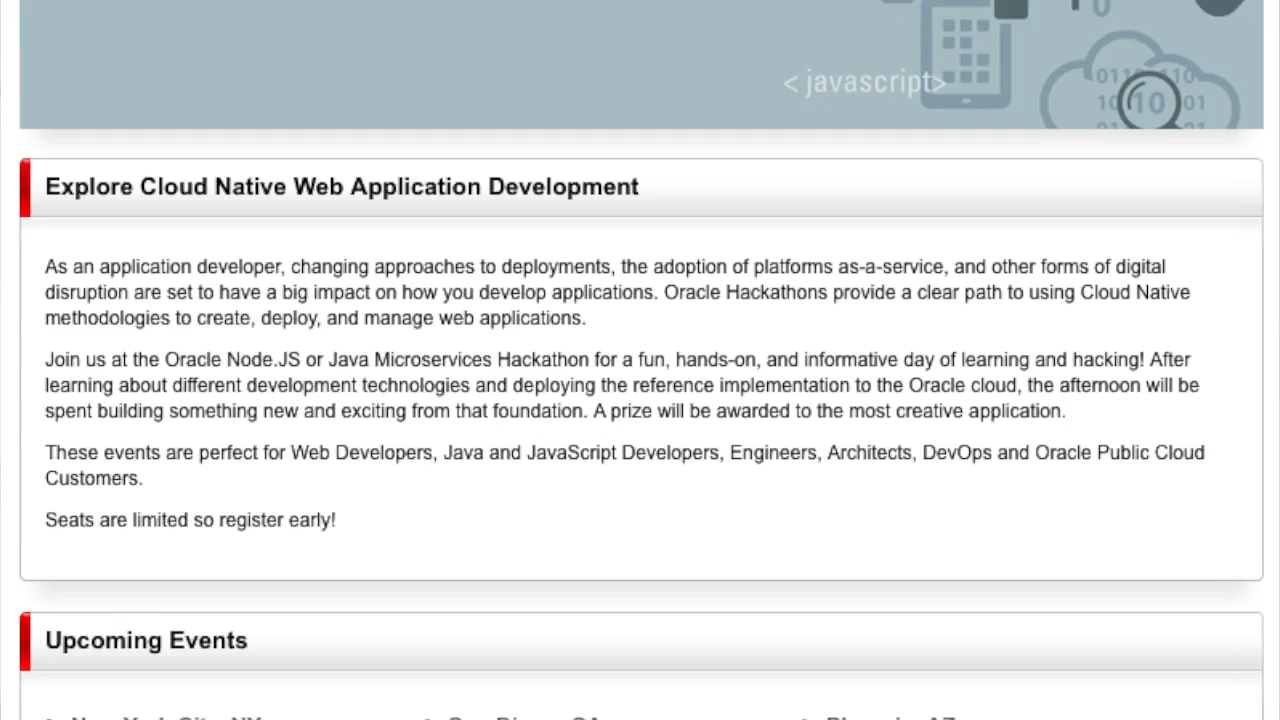 < javascript>
10
Explore Cloud Native Web Application Development
As an application developer, changing approaches to deployments, the adoption of platforms as-a-service, and other forms of digital
disruption are set to have a big impact on how you develop applications. Oracle Hackathons provide a clear path to using Cloud Native
methodologies to create, deploy, and manage web applications.
Join us at the Oracle Node.JS or Java Microservices Hackathon for a fun, hands-on, and informative day of learning and hacking! After
learning about different development technologies and deploying the reference implementation to the Oracle cloud, the afternoon will be
spent building something new and exciting from that foundation. A prize will be awarded to the most creative application.
These events are perfect for Web Developers, Java and JavaScript Developers, Engineers, Architects, DevOps and Oracle Public Cloud
Customers.
Seats are limited so register early!
Upcoming Events